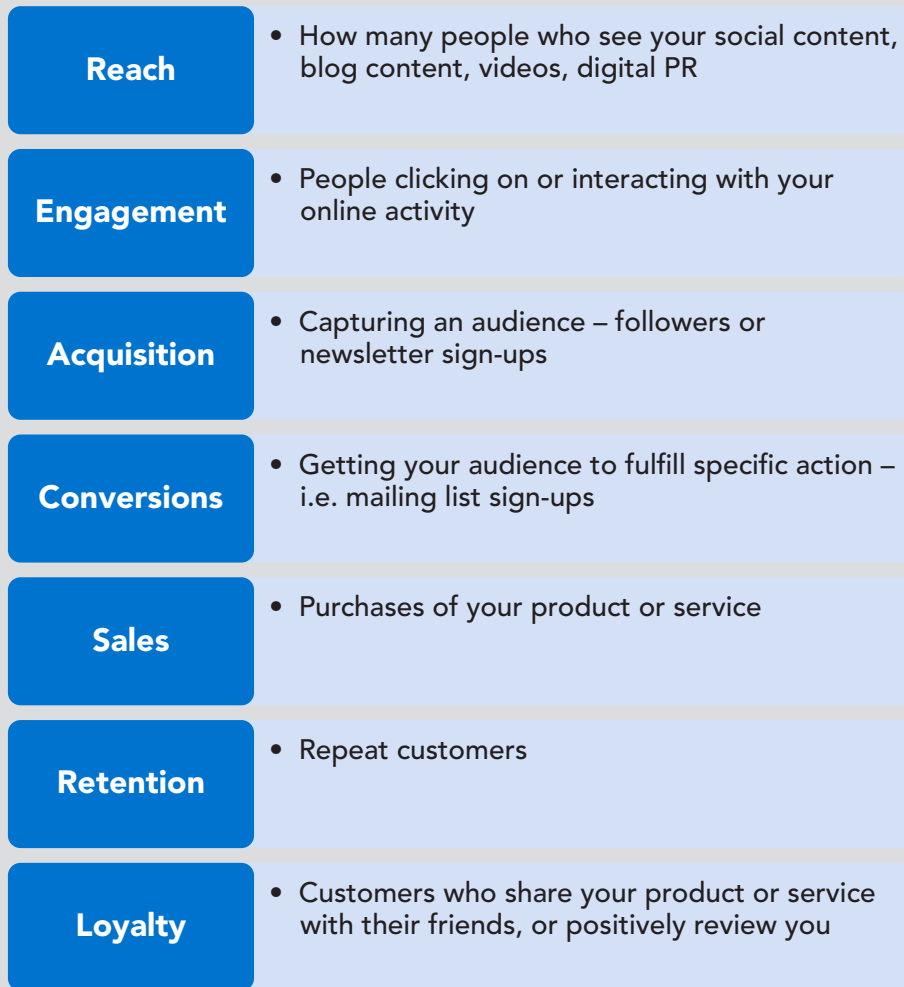 Reach
• How many people who see your social content,
blog content, videos, digital PR
Engagement
• People clicking on or interacting with your
online activity
Acquisition
• Capturing an audience – followers or
newsletter sign-ups
Conversions
• Getting your audience to fulfill specific action –
i.e. mailing list sign-ups
Sales
• Purchases of your product or service
Retention
• Repeat customers
Loyalty
• Customers who share your product or service
with their friends, or positively review you